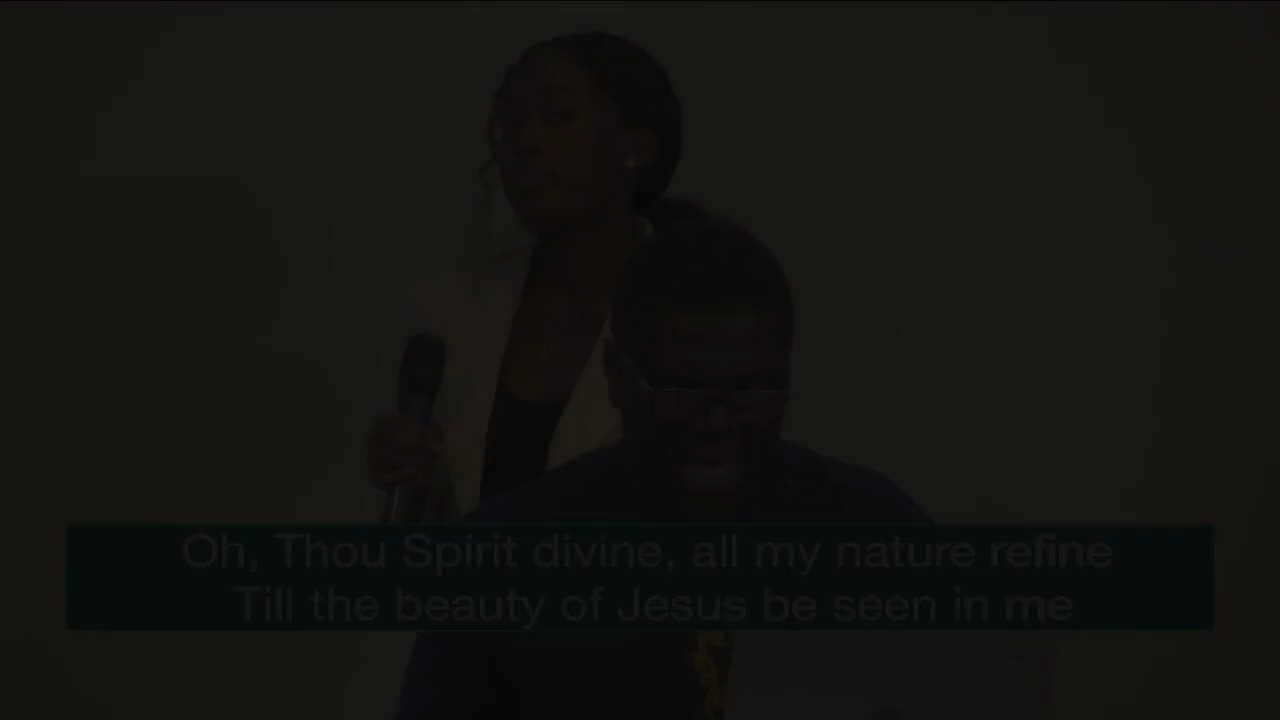 Oh, Thou Spirit divine, all my nature refine
Till the beauty of Jesus be seen in me